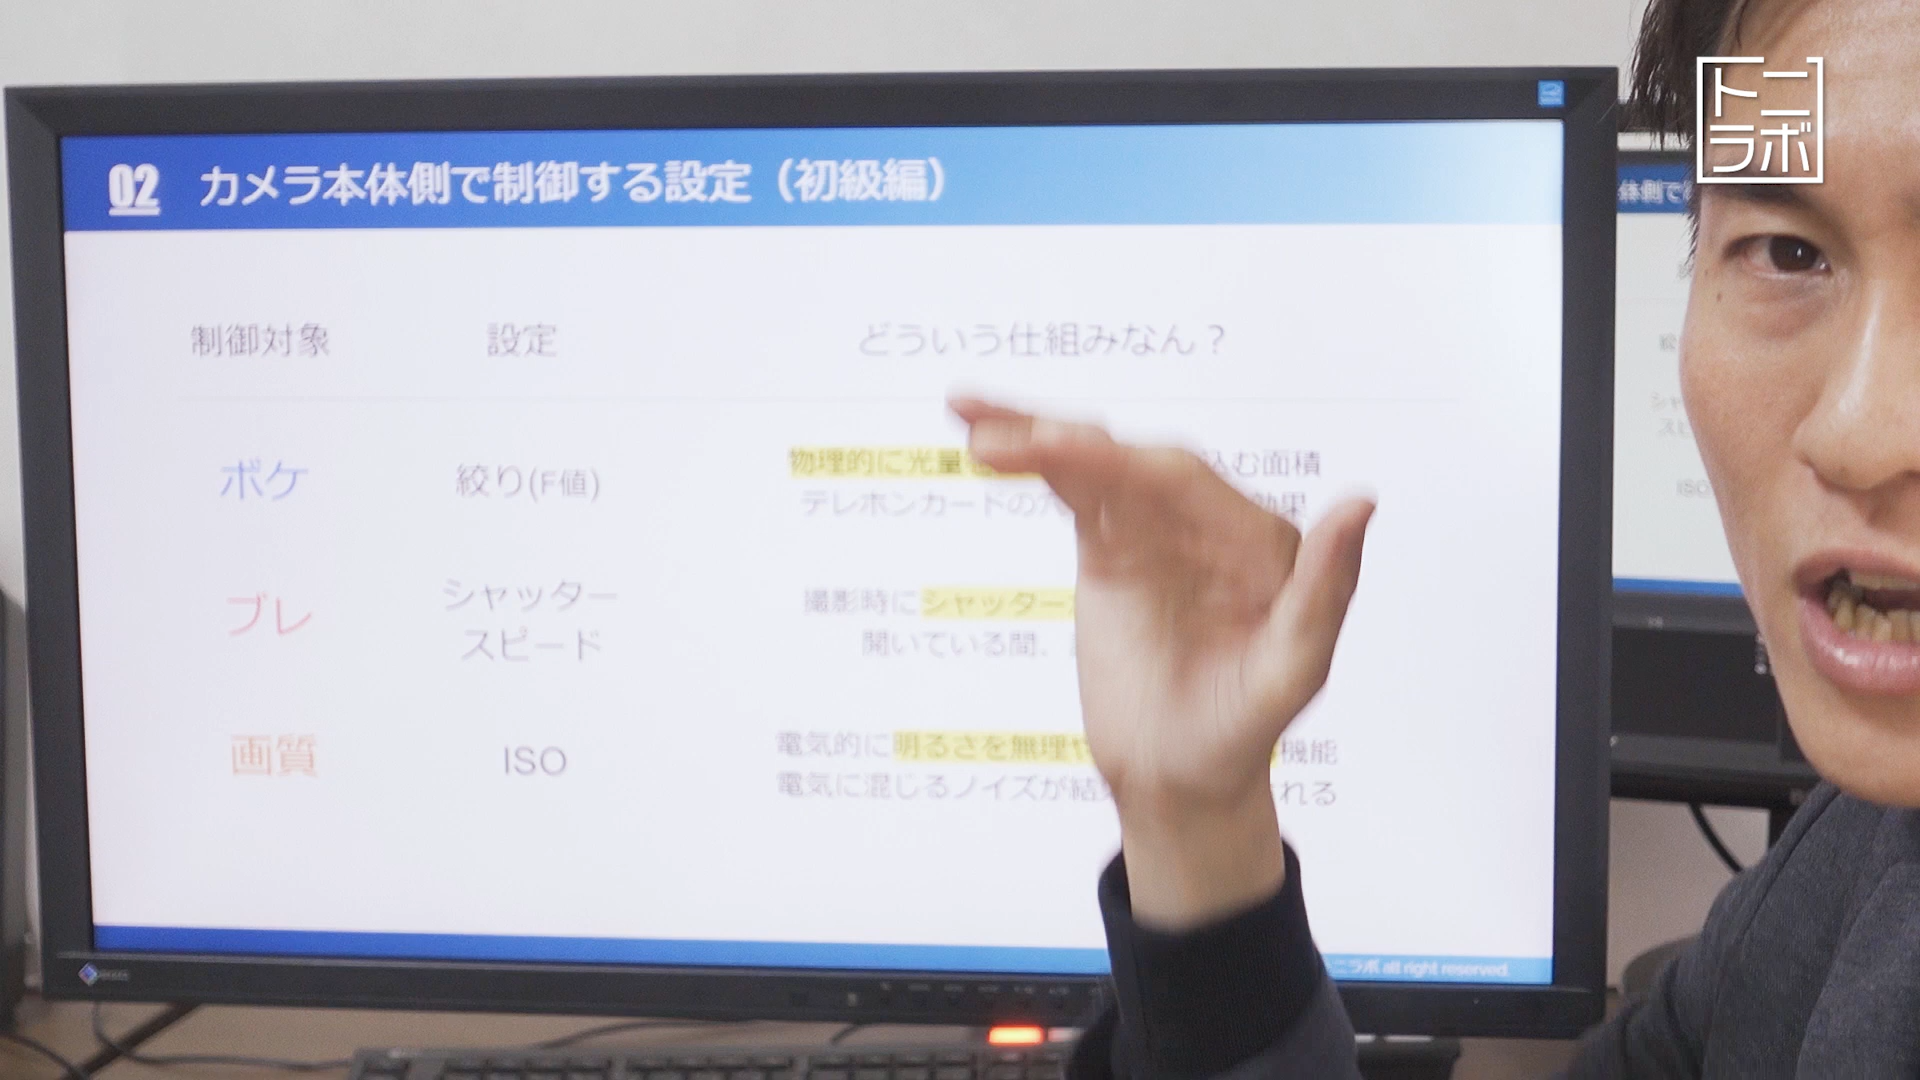 トニ
ラボ
02 カメラ本体側で制御する設定（初級編）
制御対象 設定 どういう仕組みなん？
ボケ 絞り(F値) 物理的に光量 込む面積
テレホンカードの穴 効果
ブレ シャッター
スピード
撮影時にシャッター
開いている間、
画質 ISO 電気的に明るさを無理や 機能
電気に混じるノイズが結 れる
ニラボ all right reserved.
体側で
ISO